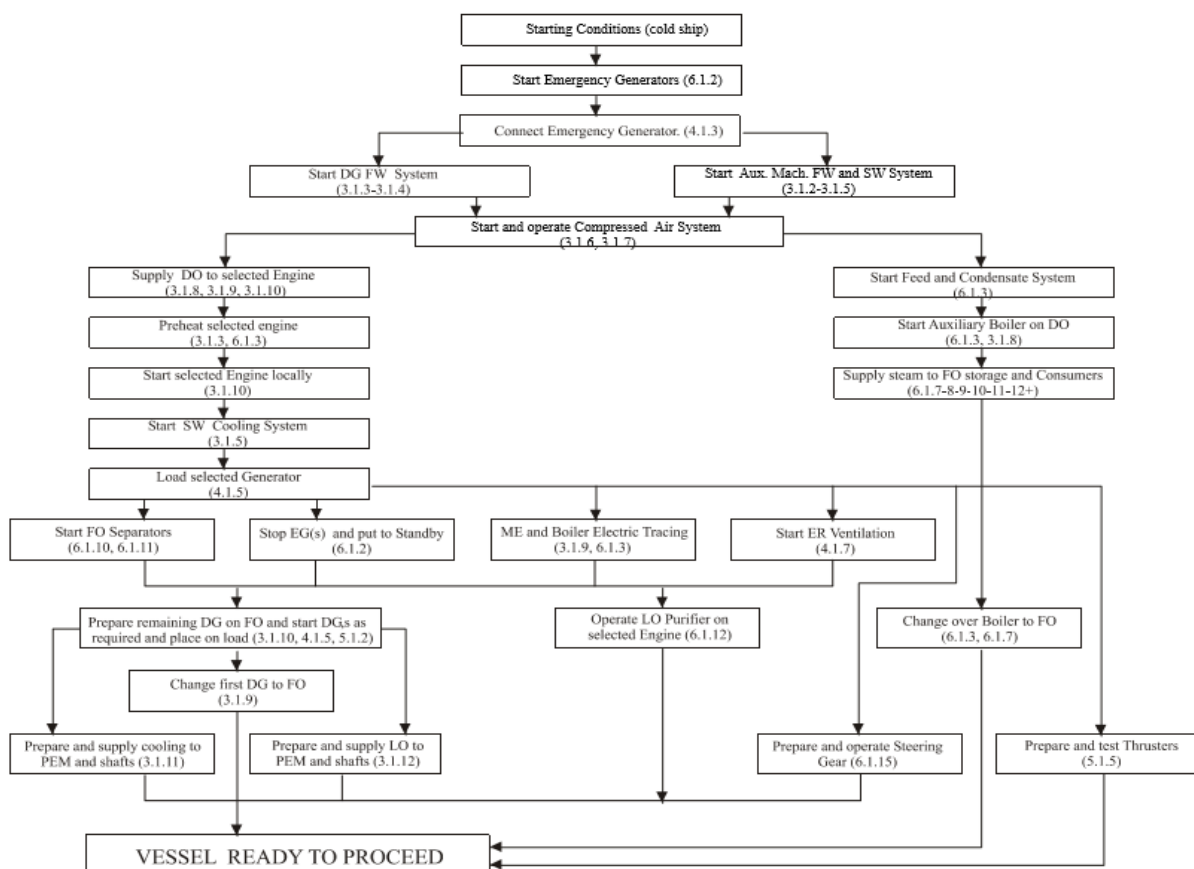 Starting Conditions (cold ship)
Start Emergency Generators (6.1.2)
Connect Emergency Generator. (4.1.3)
Start DG FW System
(3.1.3-3.1.4)
Start Aux. Mach. FW and SW System
(3.1.2-3.1.5)
Start and operate Compressed Air System
(3.1.6, 3.1.7)
Supply DO to selected Engine
(3.1.8, 3.1.9, 3.1.10)
Start Feed and Condensate System
(6.1.3)
Preheat selected engine
(3.1.3, 6.1.3)
Start Auxiliary Boiler on DO
(6.1.3, 3.1.8)
Start selected Engine locally
(3.1.10)
Supply steam to FO storage and Consumers
(6.1.7-8-9-10-11-12+)
Start SW Cooling System
(3.1.5)
Load selected Generator
(4.1.5)
Start FO Separators
(6.1.10, 6.1.11)
Stop EG(s) and put to Standby
(6.1.2)
ME and Boiler Electric Tracing
(3.1.9, 6.1.3)
Start ER Ventilation
(4.1.7)
Prepare remaining DG on FO and start DG,s as
required and place on load (3.1.10, 4.1.5, 5.1.2)
Operate LO Purifier on
selected Engine (6.1.12)
Change over Boiler to FO
(6.1.3, 6.1.7)
Change first DG to FO
(3.1.9)
Prepare and supply cooling to
PEM and shafts (3.1.11)
Prepare and supply LO to
PEM and shafts (3.1.12)
Prepare and operate Steering
Gear (6.1.15)
Prepare and test Thrusters
(5.1.5)
VESSEL READY TO PROCEED